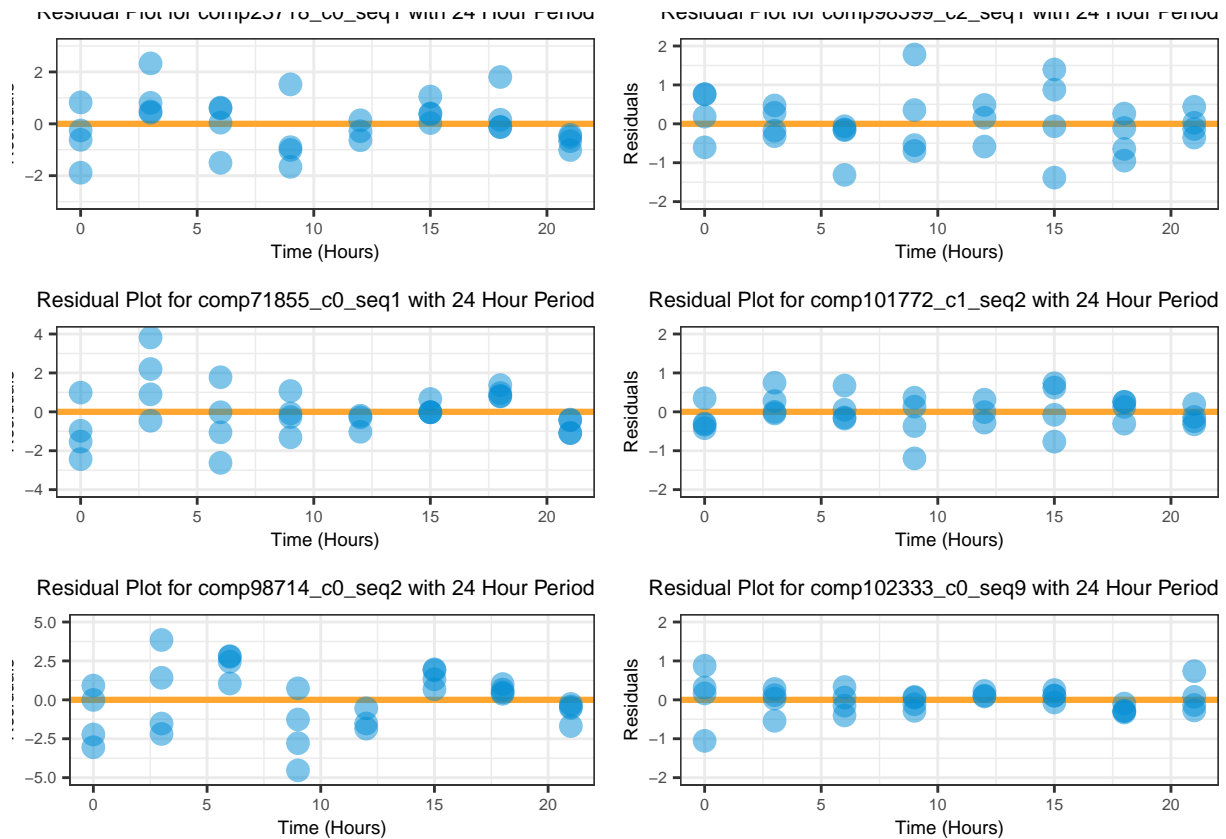 Residual Plot for comp23718_c0_seq1 with 24 Hour Period
2
0
−2
0 5 10 15 20
Time (Hours)
Residual Plot for comp98599_c2_seq1 with 24 Hour Period
Residuals
2
1
0
−1
−2
0 5 10 15 20
Time (Hours)
Residual Plot for comp71855_c0_seq1 with 24 Hour Period
4
2
0
−2
−4
0 5 10 15 20
Time (Hours)
Residual Plot for comp101772_c1_seq2 with 24 Hour Period
Residuals
2
1
0
−1
−2
0 5 10 15 20
Time (Hours)
Residual Plot for comp98714_c0_seq2 with 24 Hour Period
5.0
2.5
0.0
−2.5
−5.0
0 5 10 15 20
Time (Hours)
Residual Plot for comp102333_c0_seq9 with 24 Hour Period
Residuals
2
1
0
−1
−2
0 5 10 15 20
Time (Hours)